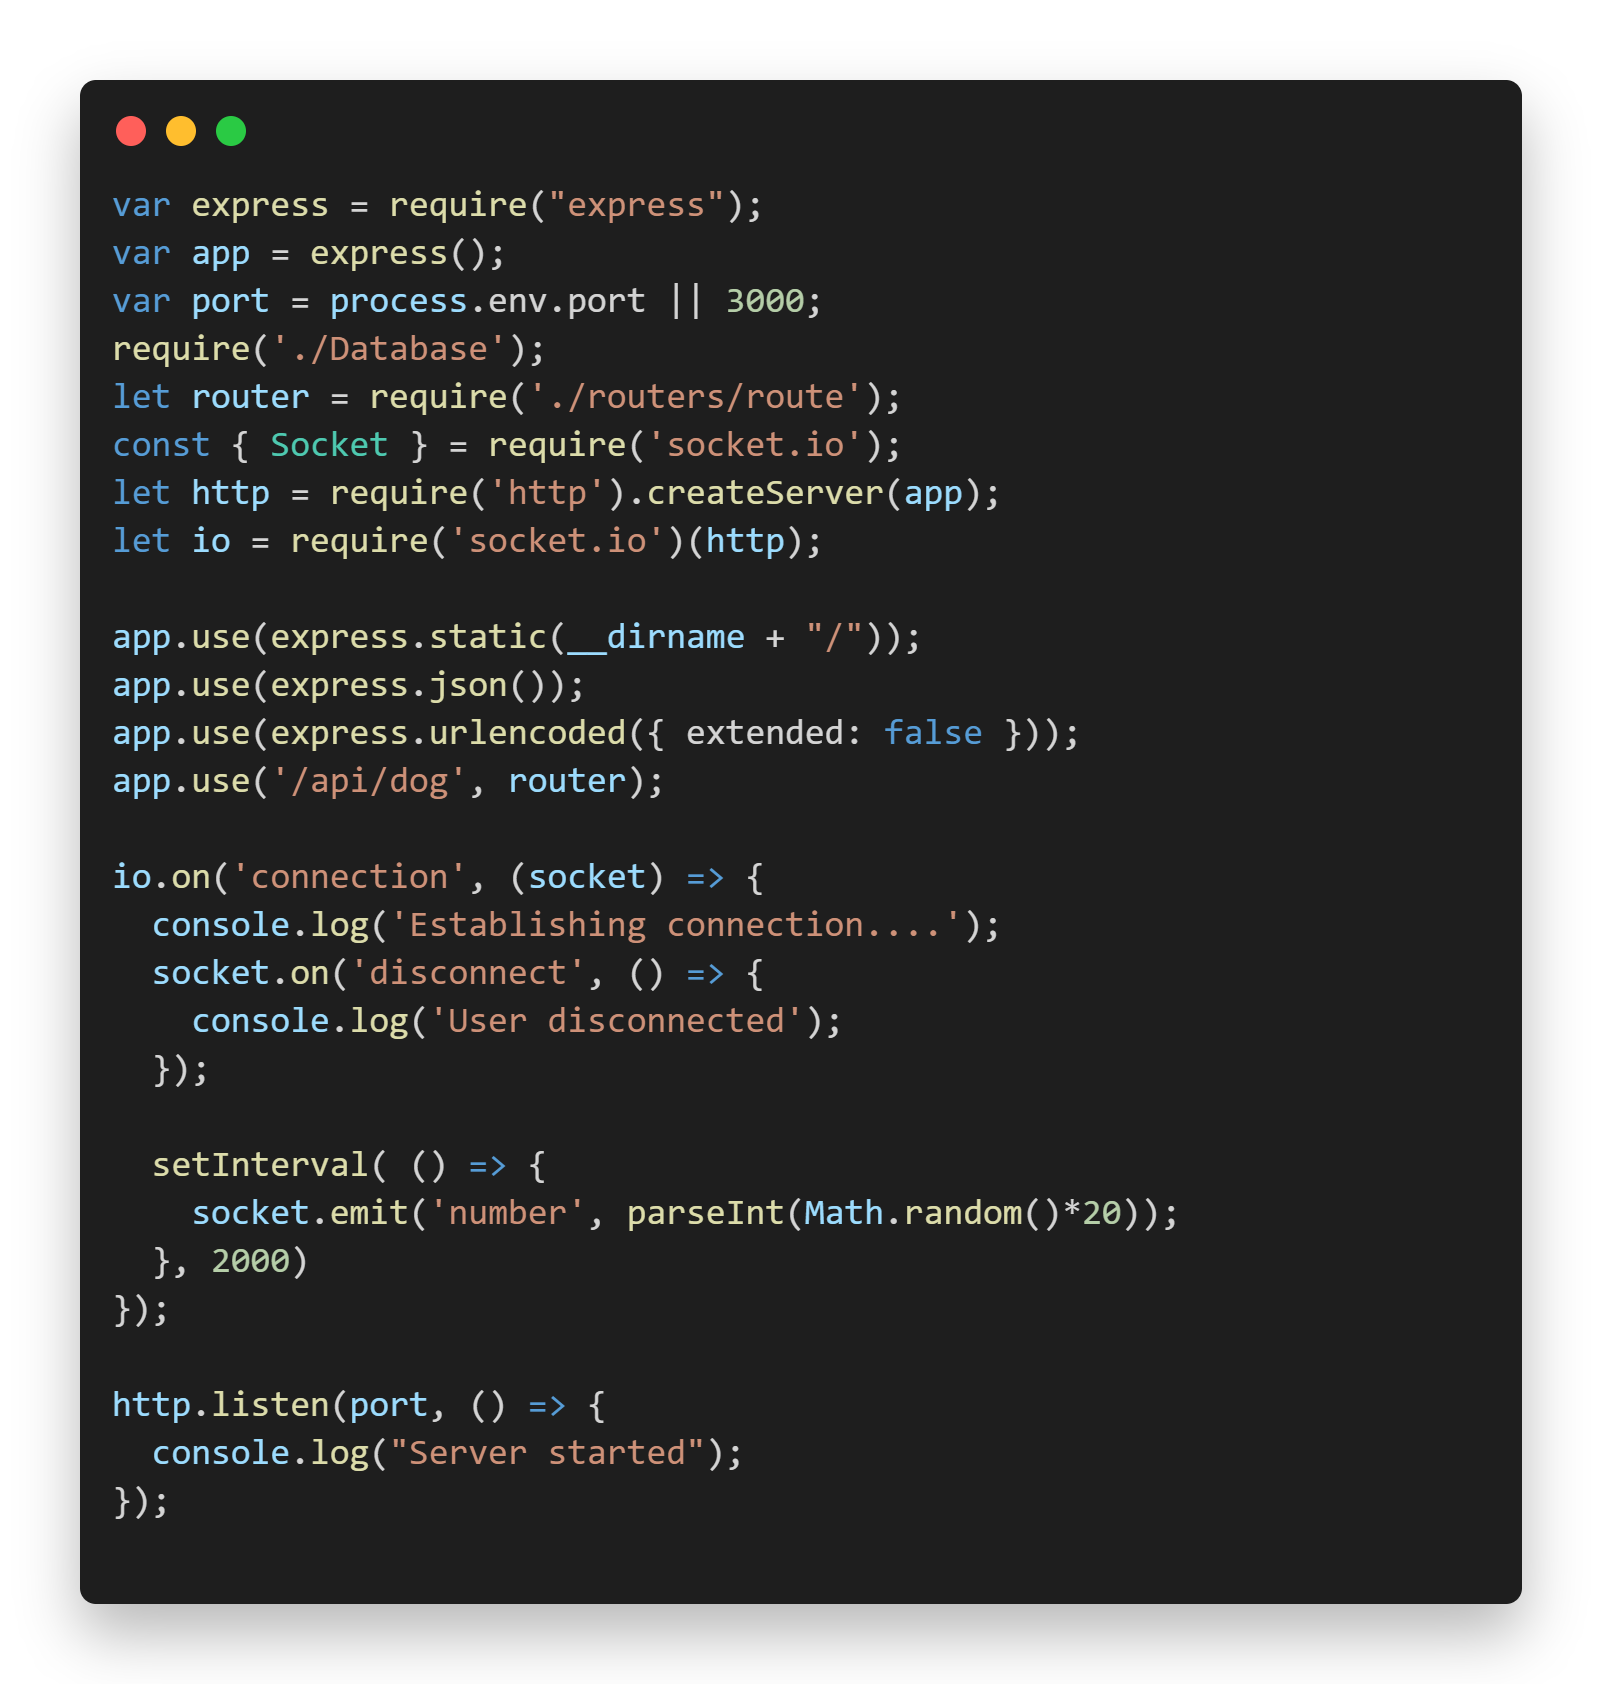 var express = require("express");
var app = express();
var port = process.env.port || 3000;
require('./Database');
let router = require('./routers/route');
const { Socket } = require('socket.io');
let http = require('http').createServer(app);
let io = require('socket.io')(http);

app.use(express.static(__dirname + "/"));
app.use(express.json());
app.use(express.urlencoded({ extended: false }));
app.use('/api/dog', router);

io.on('connection', (socket) => {
  console.log('Establishing connection....');
  socket.on('disconnect', () => {
    console.log('User disconnected');
  });

  setInterval( () => {
    socket.emit('number', parseInt(Math.random()*20));
  }, 2000)
});

http.listen(port, () => {
  console.log("Server started");
});